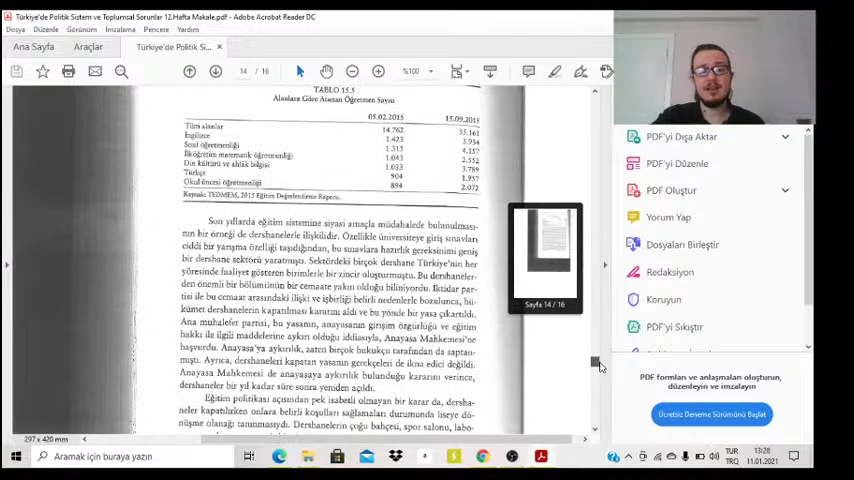 Türkiye'de Politik Sistem ve Toplumsal Sorunlar 12.Hafta Makale.pdf - Adobe Acrobat Reader DC
Dosya Düzenle Görünüm İmzalama Pencere Yardım
Ana Sayfa Araçlar Türkiye'de Politik Si... ×
14 / 16 %100
TABLO 15.5
Alanlara Göre Atanan Öğretmen Sayısı
05.02.2015 15.09.2015
Tüm alanlar 14.762 35.161
İngilizce 1.423 3.934
Sınıf öğretmenliği 1.315 4.157
İlköğretim matematik öğretmenliği 1.043 2.552
Din kültürü ve ahlâk bilgisi 1.033 3.789
Türkçe 904 1.957
Okul öncesi öğretmenliği 894 2.072
Kaynak: TEDMEM, 2015 Eğitim Değerlendirme Raporu.
Son yıllarda eğitim sistemine siyasi amaçla müdahalede bulunulması-
nın bir örneği de dershanelerle ilişkilidir. Özellikle üniversiteye giriş sınavları
ciddi bir yarışma özelliği taşıdığından, bu sınavlara hazırlık gereksinimi geniş
bir dershane sektörü yaratmıştı. Sektördeki birçok dershane Türkiye'nin her
yöresinde faaliyet gösteren birimlerle bir zincir oluşturmuştu. Bu dershaneler-
den önemli bir bölümünün bir cemaate yakın olduğu biliniyordu. İktidar par-
tisi ile bu cemaat arasındaki ilişki ve işbirliği belirli nedenlerle bozulunca, hü-
kümet dershanelerin kapatılması kararını aldı ve bu yönde bir yasa çıkartıldı.
Ana muhalefet partisi, bu yasanın, anayasanın girişim özgürlüğü ve eğitim
hakkı ile ilgili maddelerine aykırı olduğu iddiasıyla, Anayasa Mahkemesi'ne
başvurdu. Anayasa'ya aykırılık, zaten birçok hukukçu tarafından da saptan-
mıştı. Ayrıca, dershaneleri kapatan yasanın gerekçeleri de ikna edici değildi.
Anayasa Mahkemesi de anayasaya aykırılık bulunduğu kararını verince,
dershaneler bir yıl kadar süre sonra yeniden açıldı.
Eğitim politikası açısından pek isabetli olmayan bir karar da, dersha-
neler kapatılırken onlara belirli koşulları sağlamaları durumunda liseye dö-
nüşme olanağı tanınmasıydı. Dershanelerin çoğu bahçesi, spor salonu, labo-
Sayfa 14 / 16
297 x 420 mm
PDF'yi Dışa Aktar
PDF'yi Düzenle
PDF Oluştur
Yorum Yap
Dosyaları Birleştir
Redaksiyon
Koruyun
PDF'yi Sıkıştır
PDF formları ve anlaşmaları oluşturun,
düzenleyin ve imzalayın
Ücretsiz Deneme Sürümünü Başlat
Aramak için buraya yazın
TUR
TRQ
13:28
11.01.2021